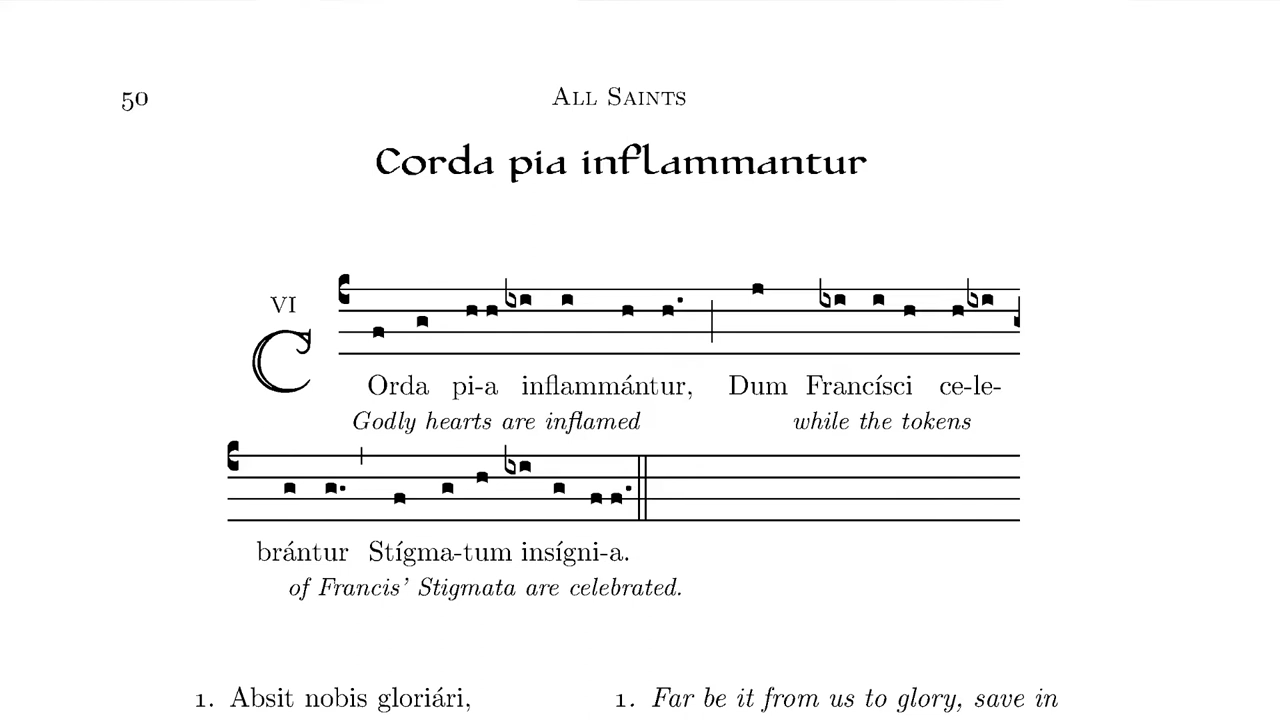 50
All Saints
Corda pia inflammantur
VI
COrda pi-a inflammántur, Dum Francísci ce-le-
Godly hearts are inflamed while the tokens
brántur Stígma-tum insígni-a.
of Francis' Stigmata are celebrated.
1. Absit nobis gloriári,
1. Far be it from us to glory, save in